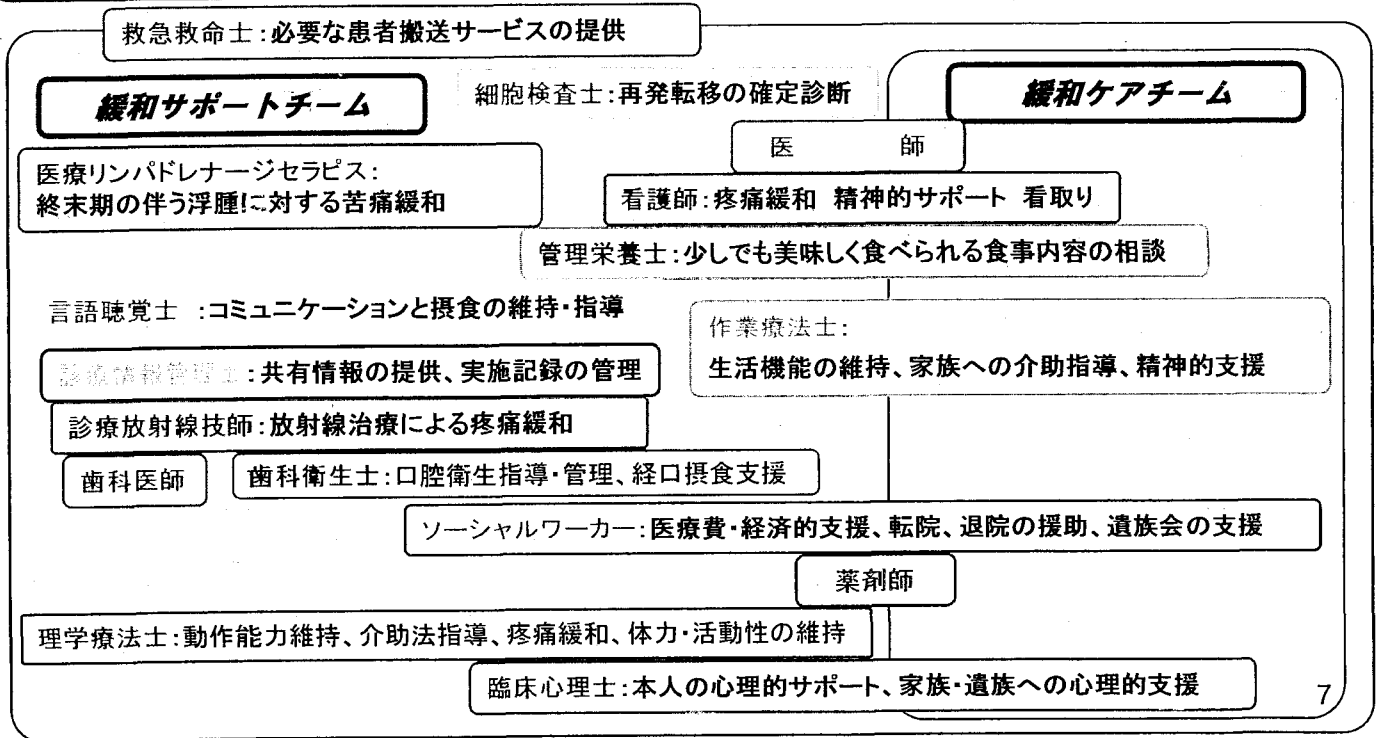 救急救命士:必要な患者搬送サービスの提供
緩和サポートチーム
細胞検査士:再発転移の確定診断
緩和ケアチーム
医 師
医療リンパドレナージセラピス:
終末期の伴う浮腫に対する苦痛緩和
看護師:疼痛緩和 精神的サポート 看取り
管理栄養士:少しでも美味しく食べられる食事内容の相談
言語聴覚士 :コミュニケーションと摂食の維持・指導
作業療法士:
生活機能の維持、家族への介助指導、精神的支援
診療情報管理士:共有情報の提供、実施記録の管理
診療放射線技師:放射線治療による疼痛緩和
歯科医師
歯科衛生士:口腔衛生指導・管理、経口摂食支援
ソーシャルワーカー:医療費・経済的支援、転院、退院の援助、遺族会の支援
薬剤師
理学療法士:動作能力維持、介助法指導、疼痛緩和、体力・活動性の維持
臨床心理士:本人の心理的サポート、家族・遺族への心理的支援
7